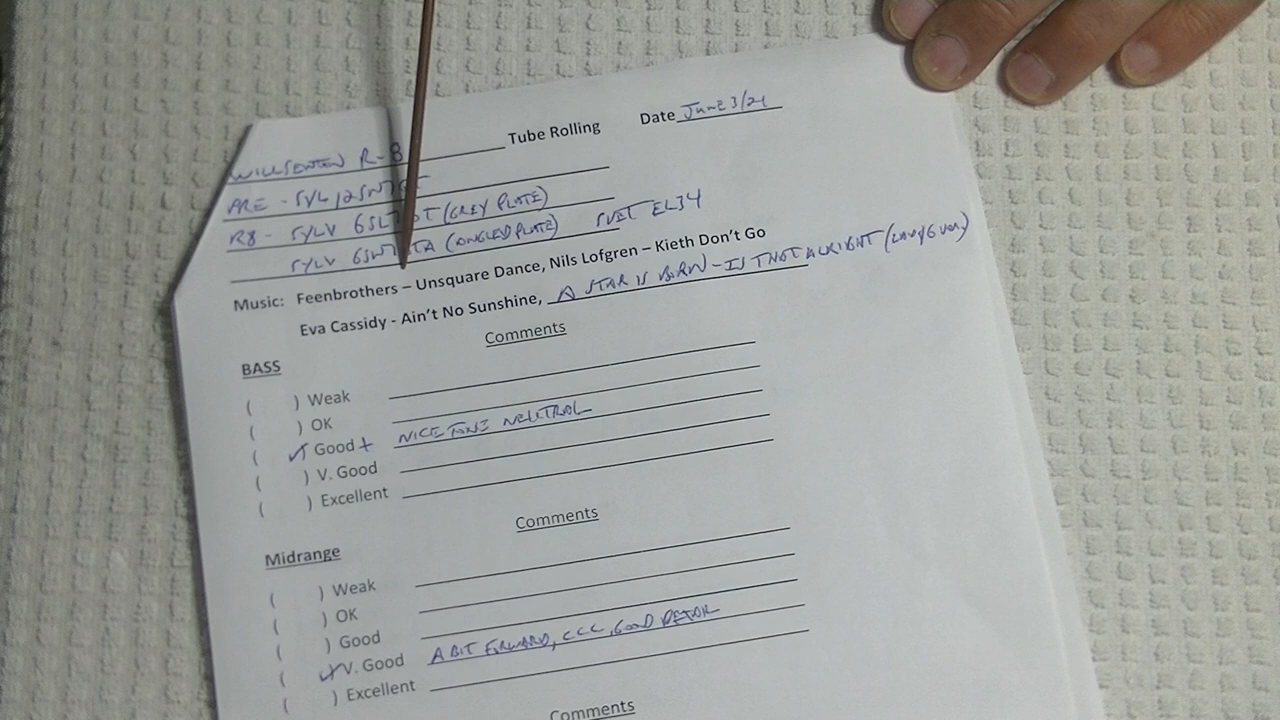 WILLSENTON R-8 Tube Rolling Date June 3/21
PRE - SYL 12SN7GT
R8 - SYLV 6SL7GT (GREY PLATE)
SYLV 6SN7GTA (ANGLED PLATE) SVET EL34
Music: Feenbrothers – Unsquare Dance, Nils Lofgren – Kieth Don't Go
Eva Cassidy - Ain't No Sunshine, A STAR IS BORN - IS THAT ALRIGHT
Comments
BASS
( ) Weak
( ) OK
( ✓ Good + NICE TONE NEUTRAL
( ) V. Good
( ) Excellent
Comments
Midrange
( ) Weak
( ) OK
( ) Good
( ✓ V. Good A BIT FORWARD, CCC, GOOD DETAIL
( ) Excellent
Comments